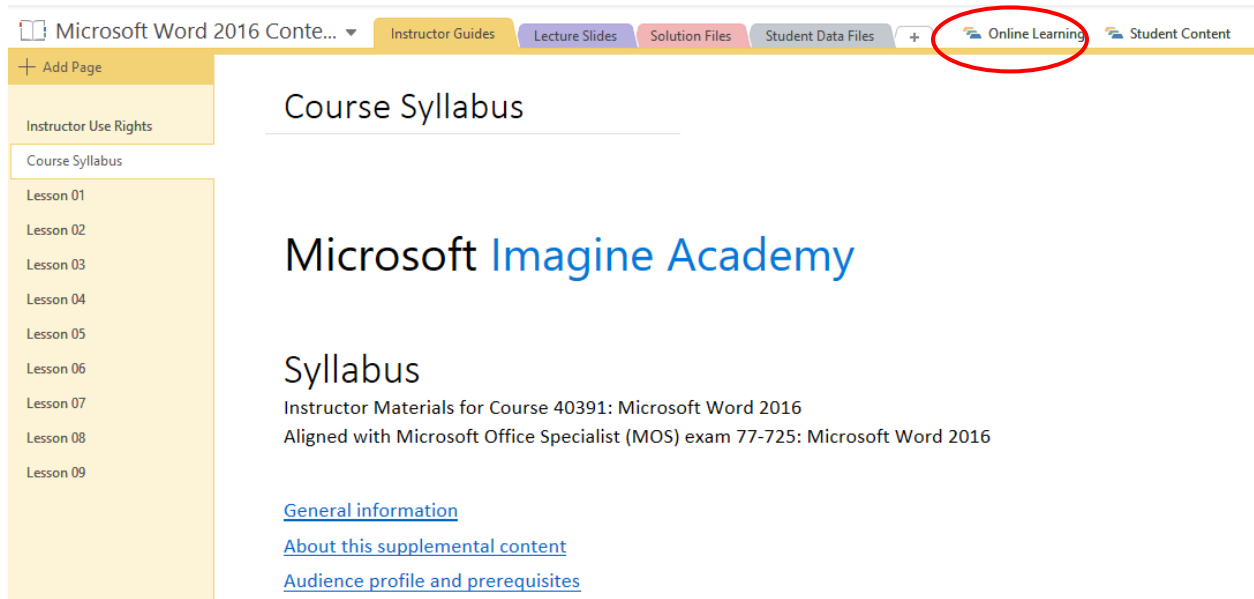 Microsoft Word 2016 Conte...
Instructor Guides
Lecture Slides
Solution Files
Student Data Files
+
Online Learning
Student Content
+ Add Page
Instructor Use Rights
Course Syllabus
Lesson 01
Lesson 02
Lesson 03
Lesson 04
Lesson 05
Lesson 06
Lesson 07
Lesson 08
Lesson 09
Course Syllabus
Microsoft Imagine Academy
Syllabus
Instructor Materials for Course 40391: Microsoft Word 2016
Aligned with Microsoft Office Specialist (MOS) exam 77-725: Microsoft Word 2016
General information
About this supplemental content
Audience profile and prerequisites